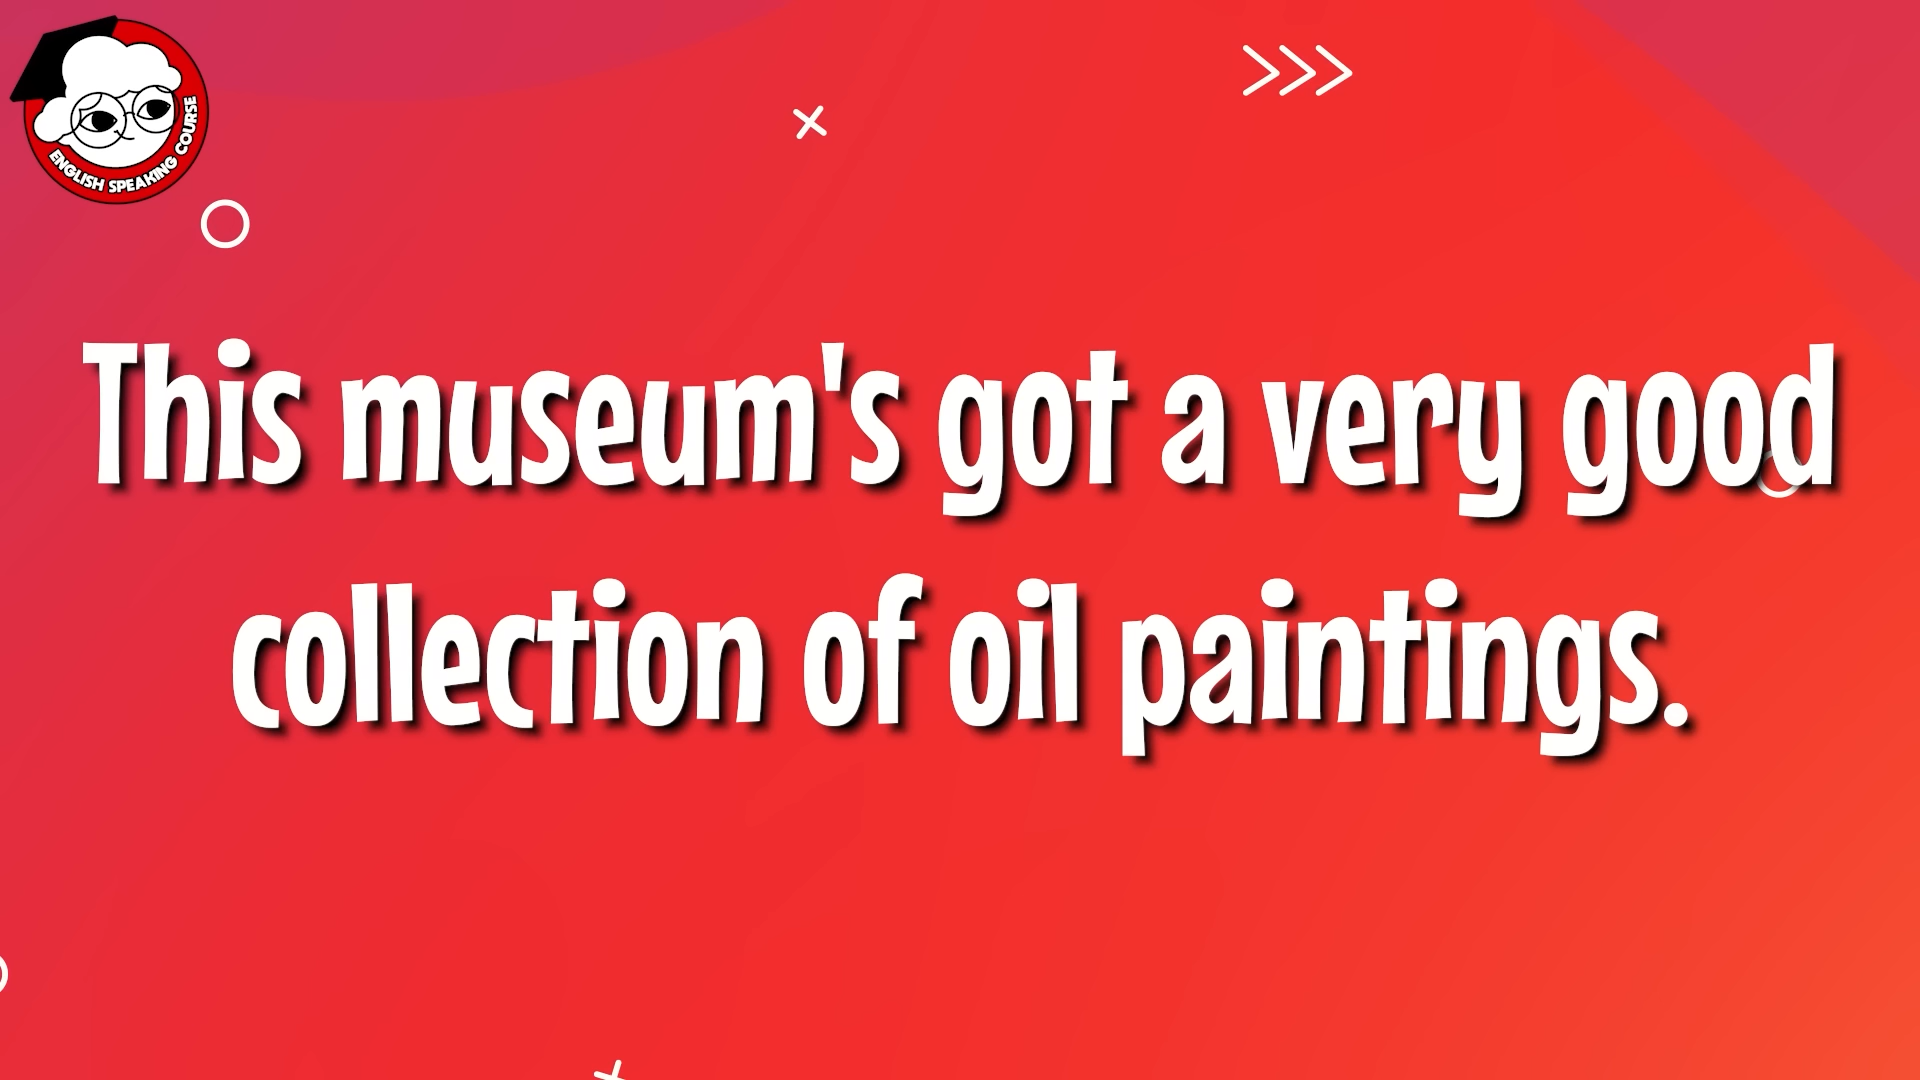 ENGLISH SPEAKING COURSE
This museum's got a very good
collection of oil paintings.